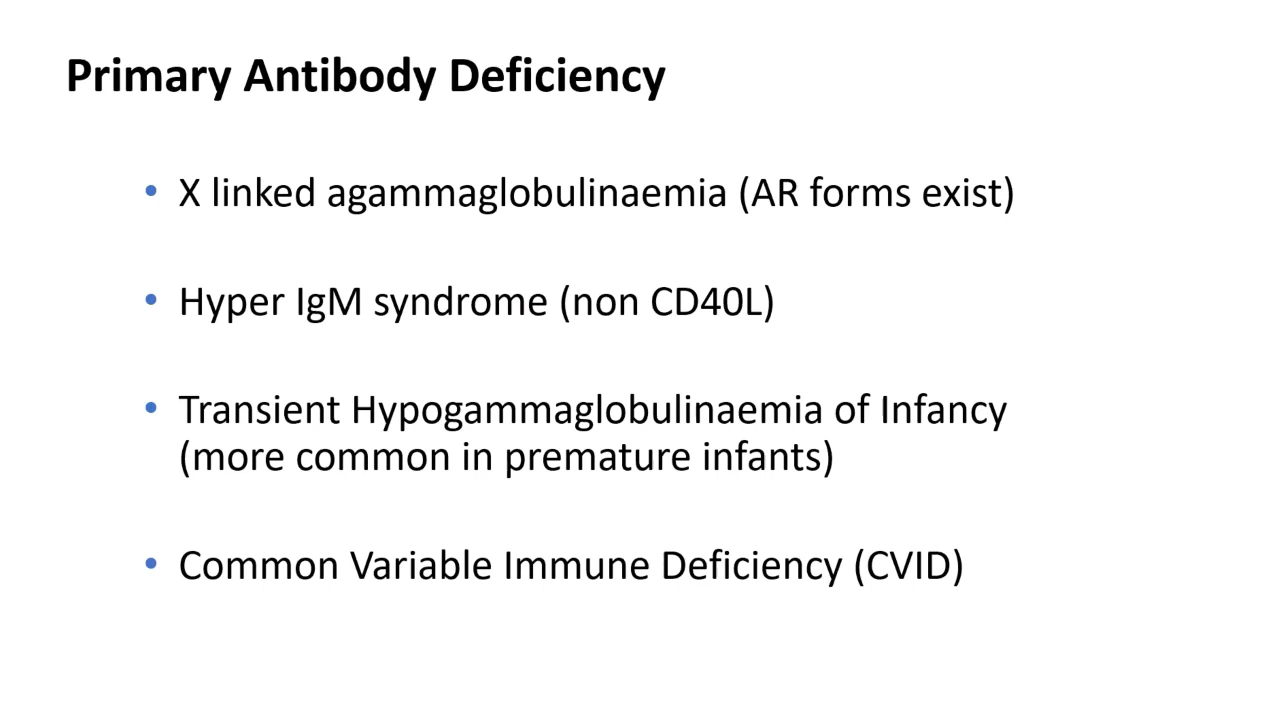 Primary Antibody Deficiency
• X linked agammaglobulinaemia (AR forms exist)
• Hyper IgM syndrome (non CD40L)
• Transient Hypogammaglobulinaemia of Infancy
(more common in premature infants)
• Common Variable Immune Deficiency (CVID)